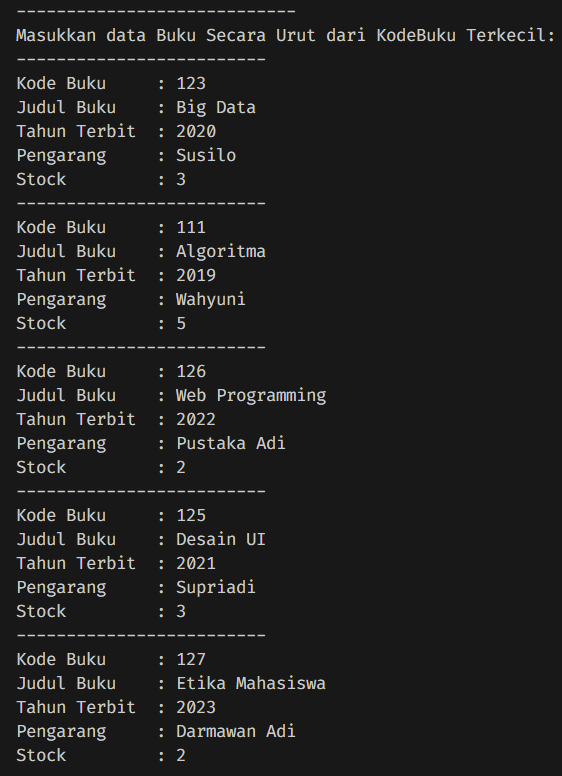 ----------------------------
Masukkan data Buku Secara Urut dari KodeBuku Terkecil:
-------------------------
Kode Buku     : 123
Judul Buku    : Big Data
Tahun Terbit  : 2020
Pengarang     : Susilo
Stock         : 3
-------------------------
Kode Buku     : 111
Judul Buku    : Algoritma
Tahun Terbit  : 2019
Pengarang     : Wahyuni
Stock         : 5
-------------------------
Kode Buku     : 126
Judul Buku    : Web Programming
Tahun Terbit  : 2022
Pengarang     : Pustaka Adi
Stock         : 2
-------------------------
Kode Buku     : 125
Judul Buku    : Desain UI
Tahun Terbit  : 2021
Pengarang     : Supriadi
Stock         : 3
-------------------------
Kode Buku     : 127
Judul Buku    : Etika Mahasiswa
Tahun Terbit  : 2023
Pengarang     : Darmawan Adi
Stock         : 2